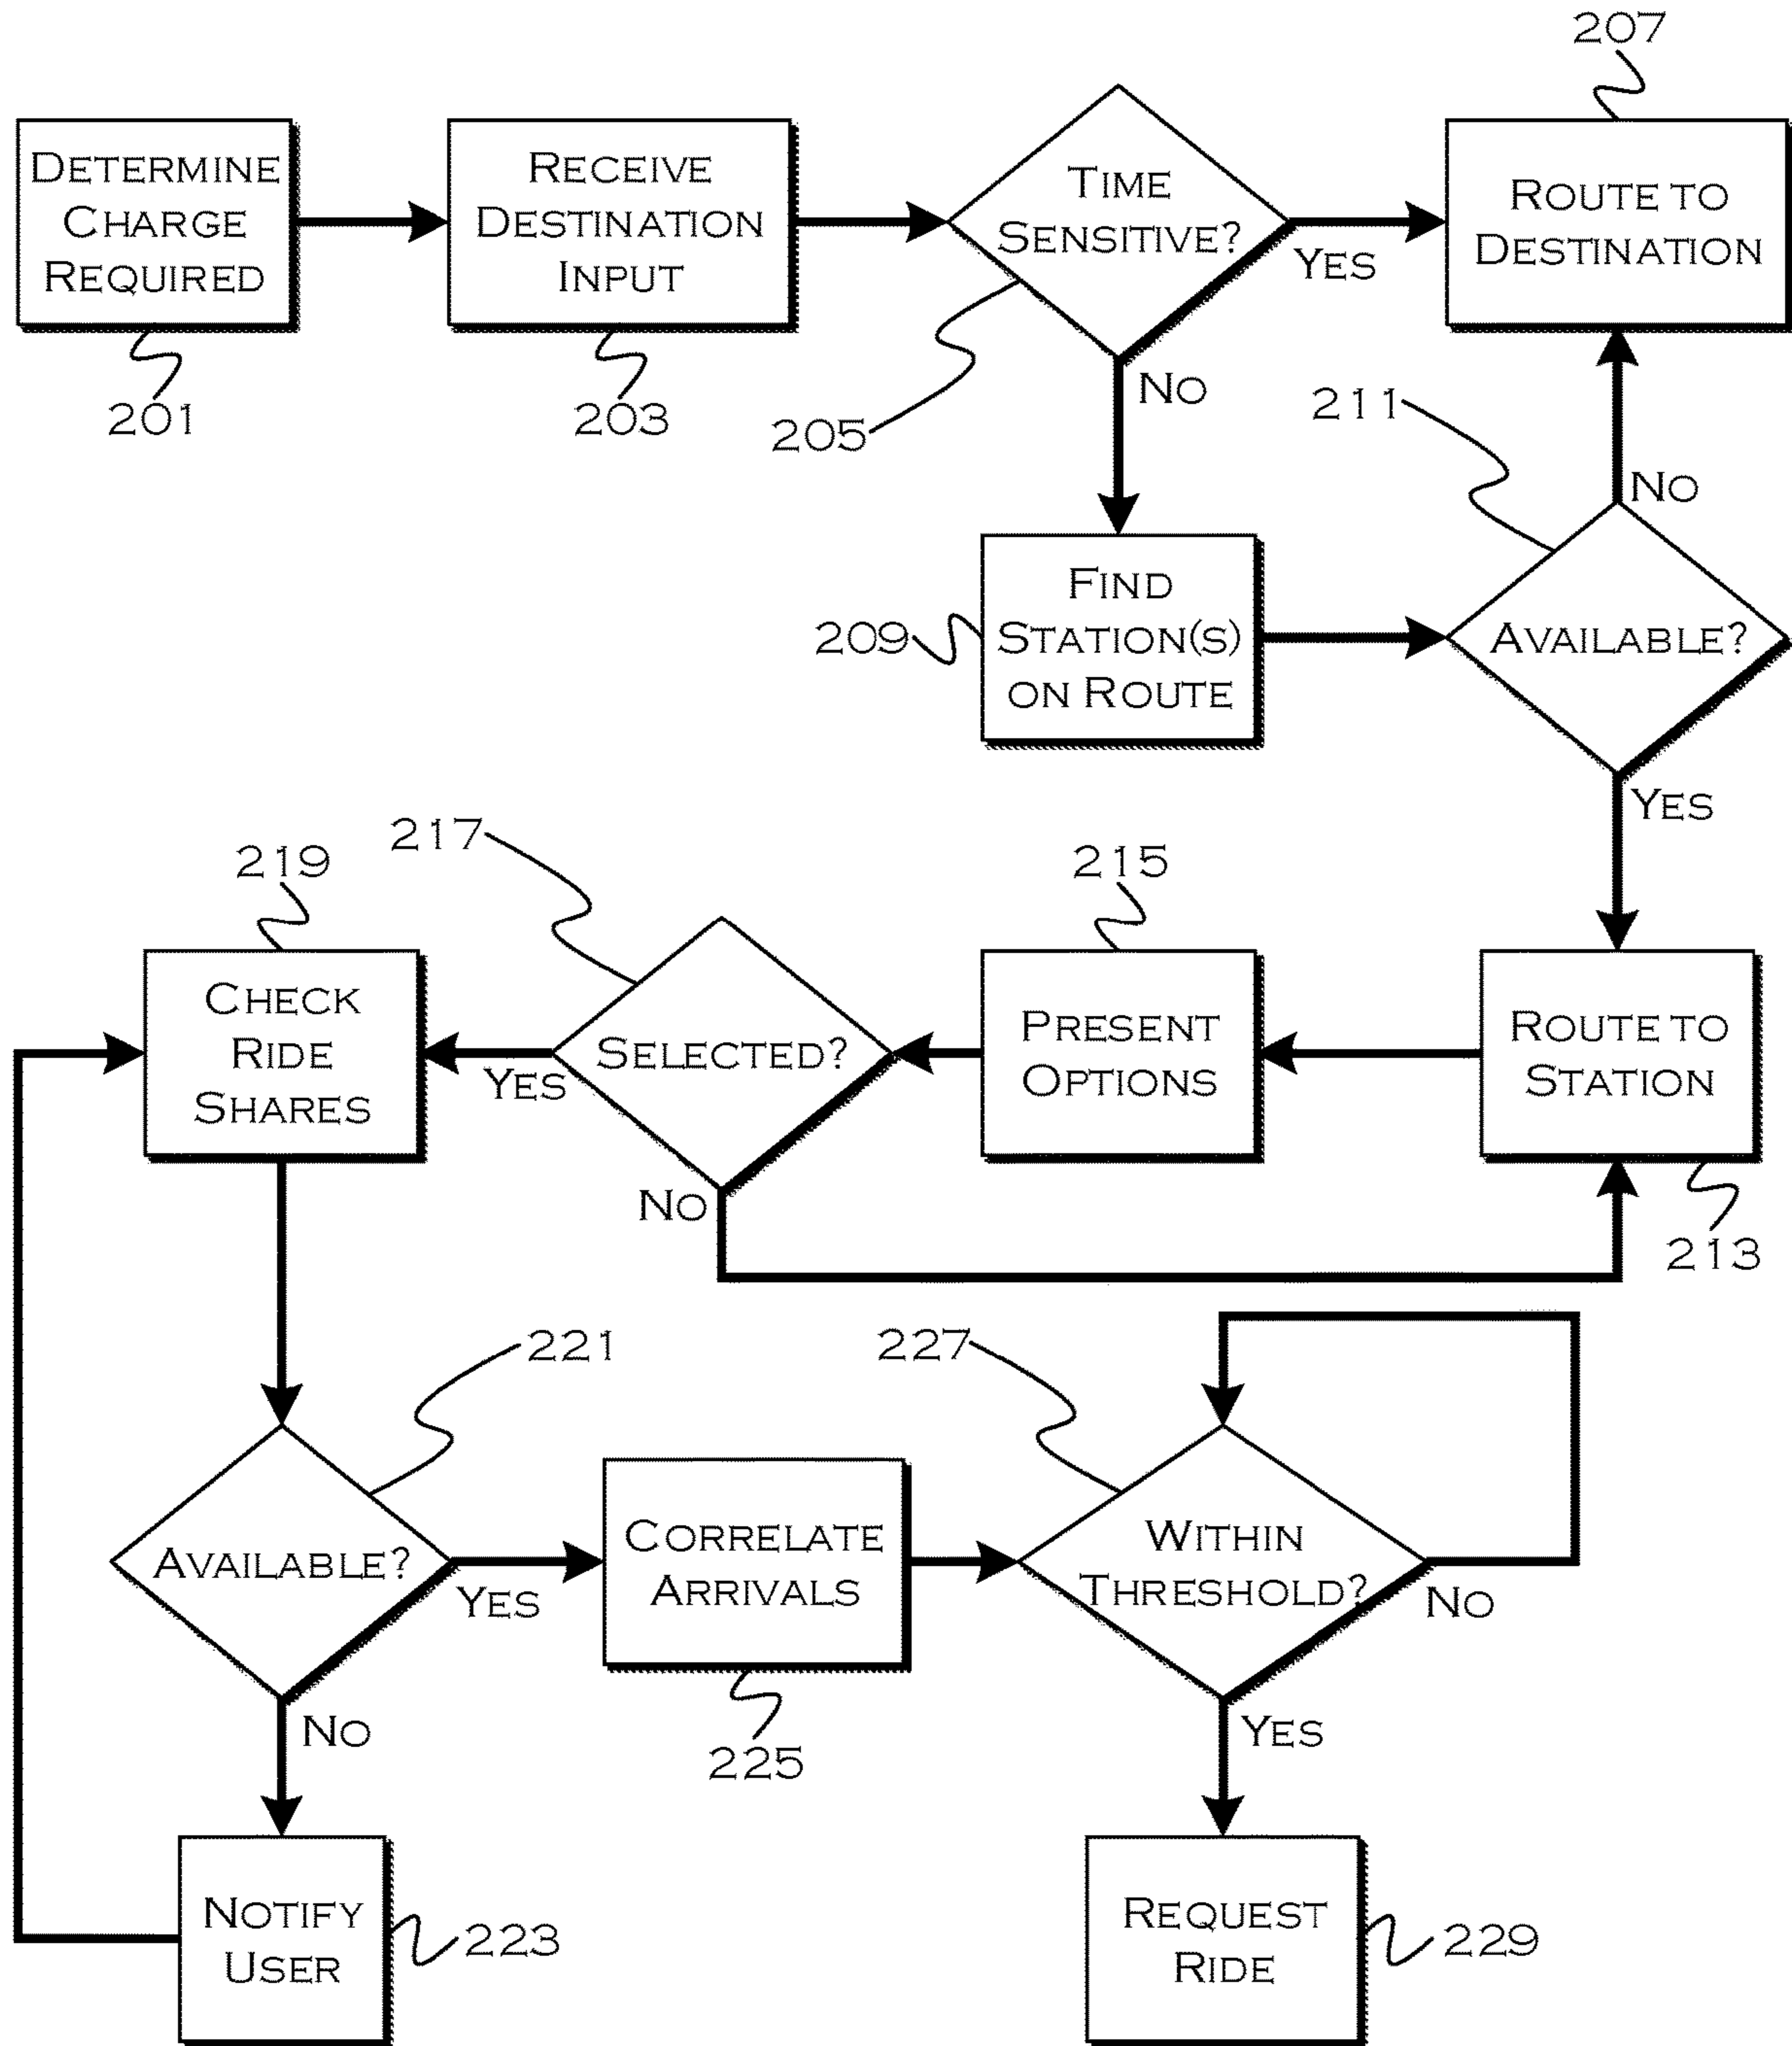 207
DETERMINE
CHARGE
REQUIRED
RECEIVE
DESTINATION
INPUT
TIME
SENSITIVE?
YES
ROUTE TO
DESTINATION
201
203
205
NO
211
NO
FIND
STATION(S)
ON ROUTE
209
AVAILABLE?
YES
217
219
215
CHECK
RIDE
SHARES
YES
SELECTED?
PRESENT
OPTIONS
ROUTE TO
STATION
NO
213
221
227
AVAILABLE?
YES
CORRELATE
ARRIVALS
WITHIN
THRESHOLD?
NO
NO
225
YES
NOTIFY
USER
223
REQUEST
RIDE
229